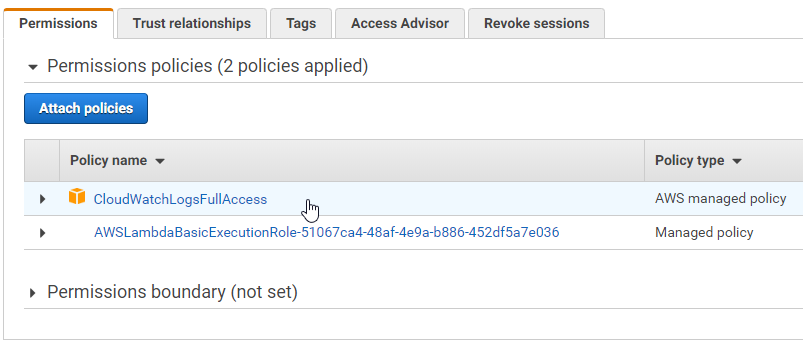 Permissions Trust relationships Tags Access Advisor Revoke sessions
Permissions policies (2 policies applied)
Attach policies
Policy name Policy type
CloudWatchLogsFullAccess AWS managed policy
AWSLambdaBasicExecutionRole-51067ca4-48af-4e9a-b886-452df5a7e036 Managed policy
Permissions boundary (not set)